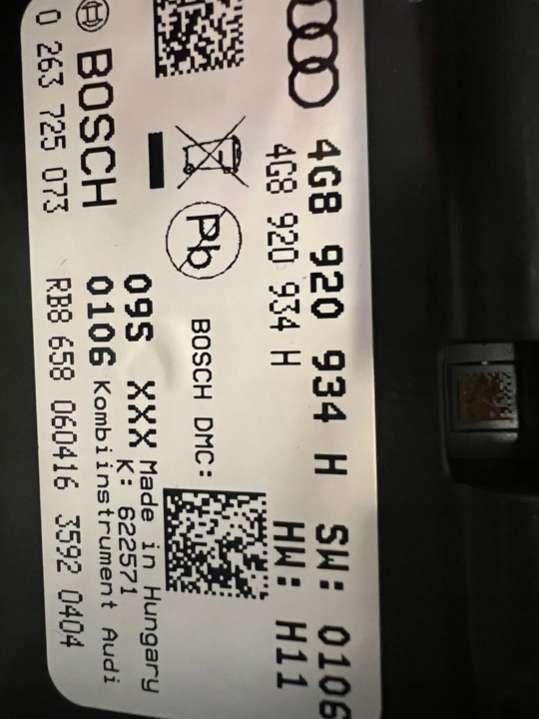 4G8 920 934 H SW: 0106
4G8 920 934 H HW: H11
Pb
BOSCH DMC:
09S XXX Made in Hungary
K: 622571
0106 Kombiinstrument Audi
BOSCH
RB8 658 060416 3592 0404
0 263 725 073